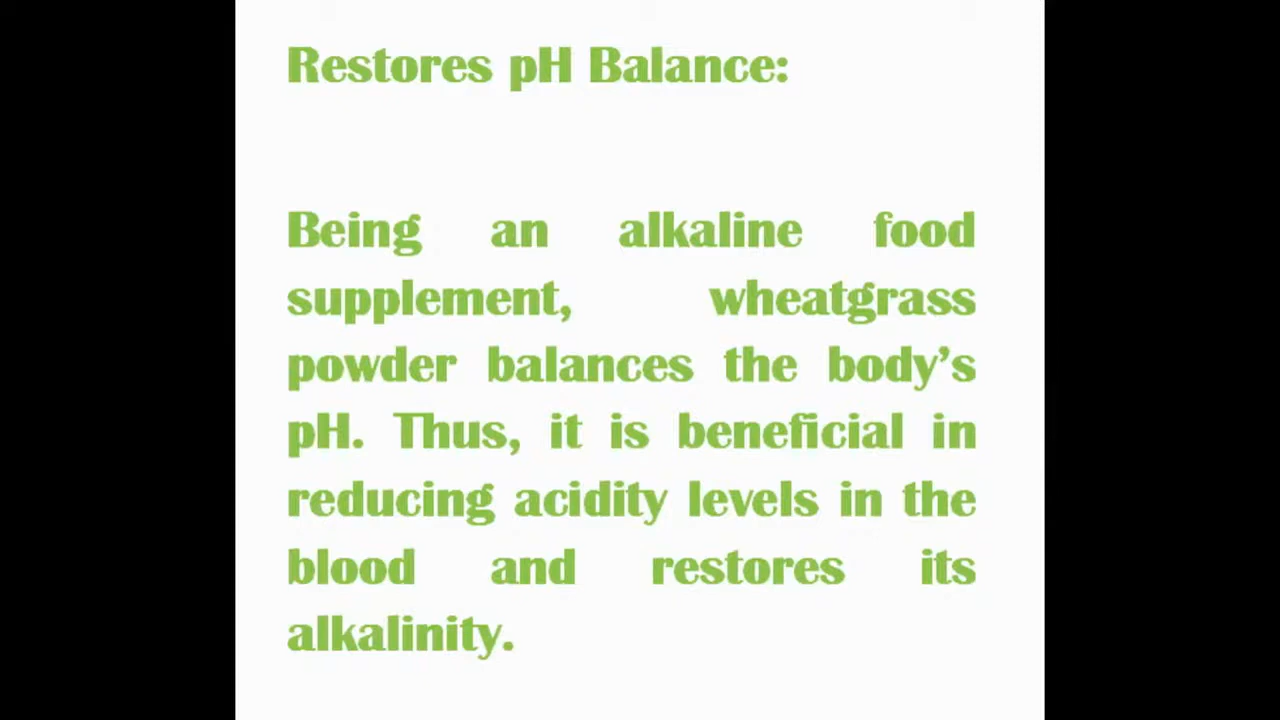 Restores pH Balance:
Being an alkaline food
supplement, wheatgrass
powder balances the body’s
pH. Thus, it is beneficial in
reducing acidity levels in the
blood and restores its
alkalinity.